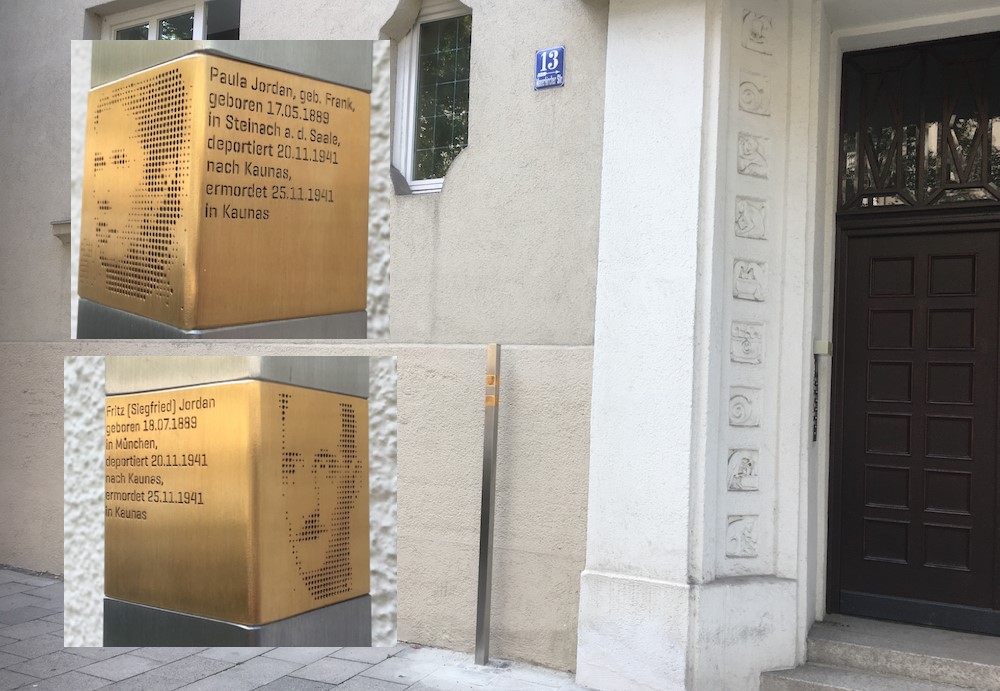 Paula Jordan, geb. Frank,
geboren 17.05.1889
in Steinach a. d. Saale,
deportiert 20.11.1941
nach Kaunas,
ermordet 25.11.1941
in Kaunas
13
Mauerkircher Str.
Fritz (Siegfried) Jordan
geboren 18.07.1889
in München,
deportiert 20.11.1941
nach Kaunas,
ermordet 25.11.1941
in Kaunas